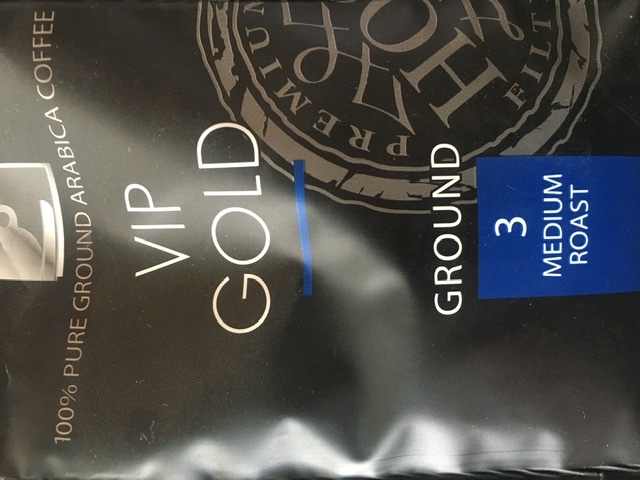 100% PURE GROUND ARABICA COFFEE
VIP
GOLD
PREMIUM
GROUND
3
MEDIUM
ROAST